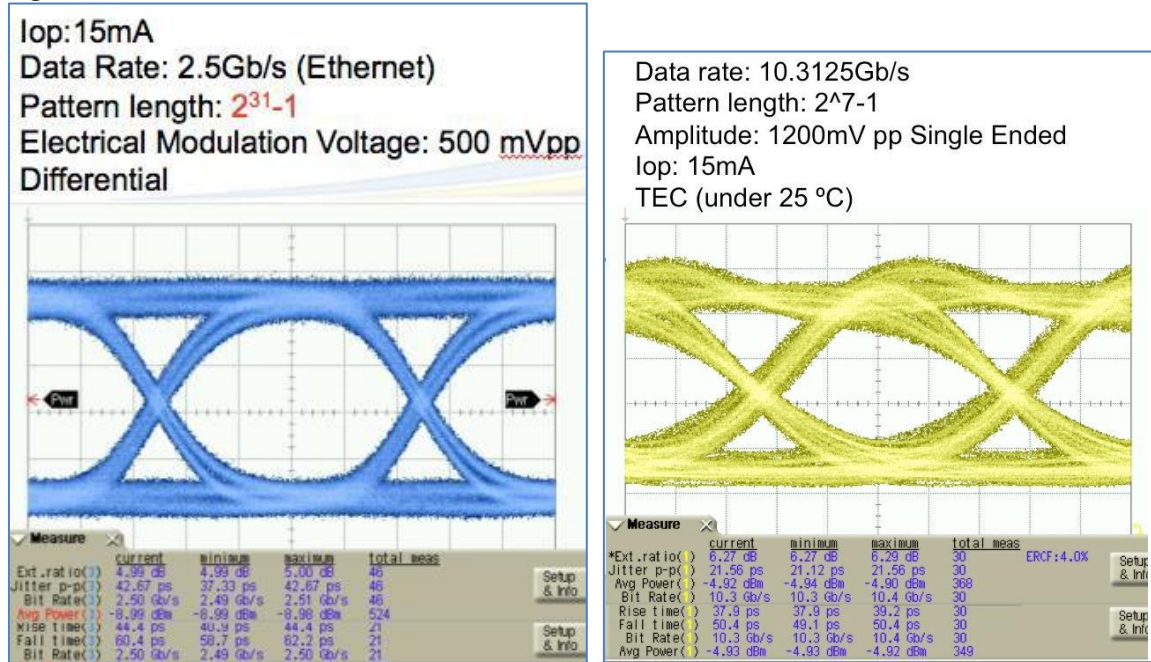 Iop:15mA
Data Rate: 2.5Gb/s (Ethernet)
Pattern length: 2³¹-1
Electrical Modulation Voltage: 500 mVpp
Differential
Pwr Pwr
Measure
current minimum maximum total meas
Ext.ratio(3) 4.99 dB 4.99 dB 5.00 dB 46
Jitter p-p(3) 42.67 ps 37.33 ps 42.67 ps 46
Bit Rate(3) 2.50 Gb/s 2.49 Gb/s 2.51 Gb/s 46
Avg Power(3) -8.99 dBm -8.99 dBm -8.98 dBm 524
Rise time(3) 44.4 ps 40.9 ps 44.4 ps 21
Fall time(3) 60.4 ps 58.7 ps 62.2 ps 21
Bit Rate(3) 2.50 Gb/s 2.49 Gb/s 2.50 Gb/s 21
Setup
& Info
Setup
& Info
Data rate: 10.3125Gb/s
Pattern length: 2^7-1
Amplitude: 1200mV pp Single Ended
Iop: 15mA
TEC (under 25 ºC)
Measure
current minimum maximum total meas
*Ext.ratio(1) 6.27 dB 6.27 dB 6.29 dB 30 ERCF:4.0%
Jitter p-p(1) 21.56 ps 21.12 ps 21.56 ps 30
Avg Power(1) -4.92 dBm -4.94 dBm -4.90 dBm 368
Bit Rate(1) 10.3 Gb/s 10.3 Gb/s 10.4 Gb/s 30
Rise time(1) 37.9 ps 37.9 ps 39.2 ps 30
Fall time(1) 50.4 ps 49.1 ps 50.4 ps 30
Bit Rate(1) 10.3 Gb/s 10.3 Gb/s 10.4 Gb/s 30
Avg Power(1) -4.93 dBm -4.93 dBm -4.92 dBm 349
Setup
& Info
Setup
& Info